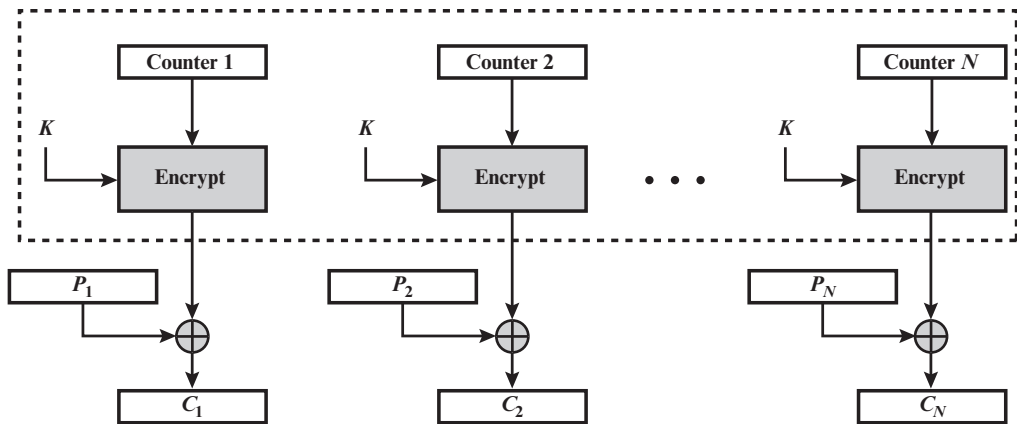 Counter 1
Counter 2
Counter N
K
K
K
Encrypt
Encrypt
• • •
Encrypt
P1
P2
PN
C1
C2
CN